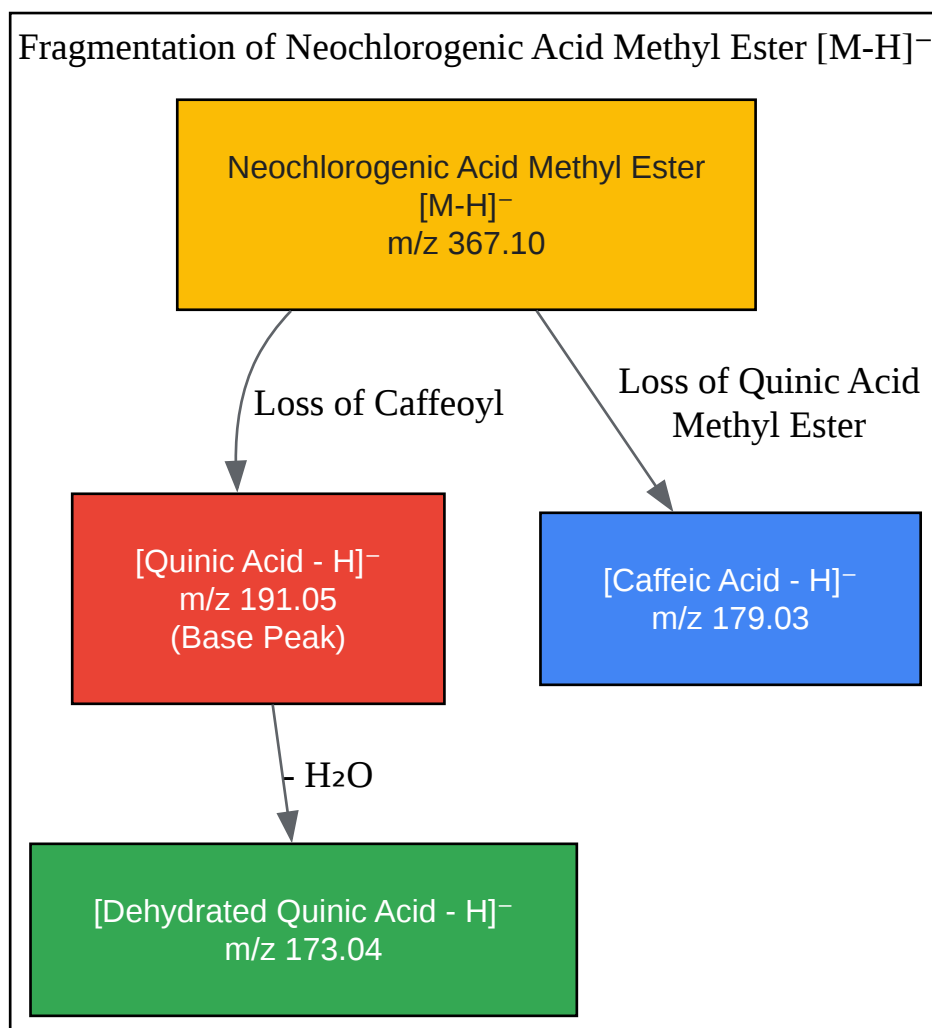 Fragmentation of Neochlorogenic Acid Methyl Ester [M-H]⁻
Neochlorogenic Acid Methyl Ester
[M-H]⁻
m/z 367.10
Loss of Caffeoyl
Loss of Quinic Acid
Methyl Ester
[Quinic Acid - H]⁻
m/z 191.05
(Base Peak)
[Caffeic Acid - H]⁻
m/z 179.03
- H₂O
[Dehydrated Quinic Acid - H]⁻
m/z 173.04